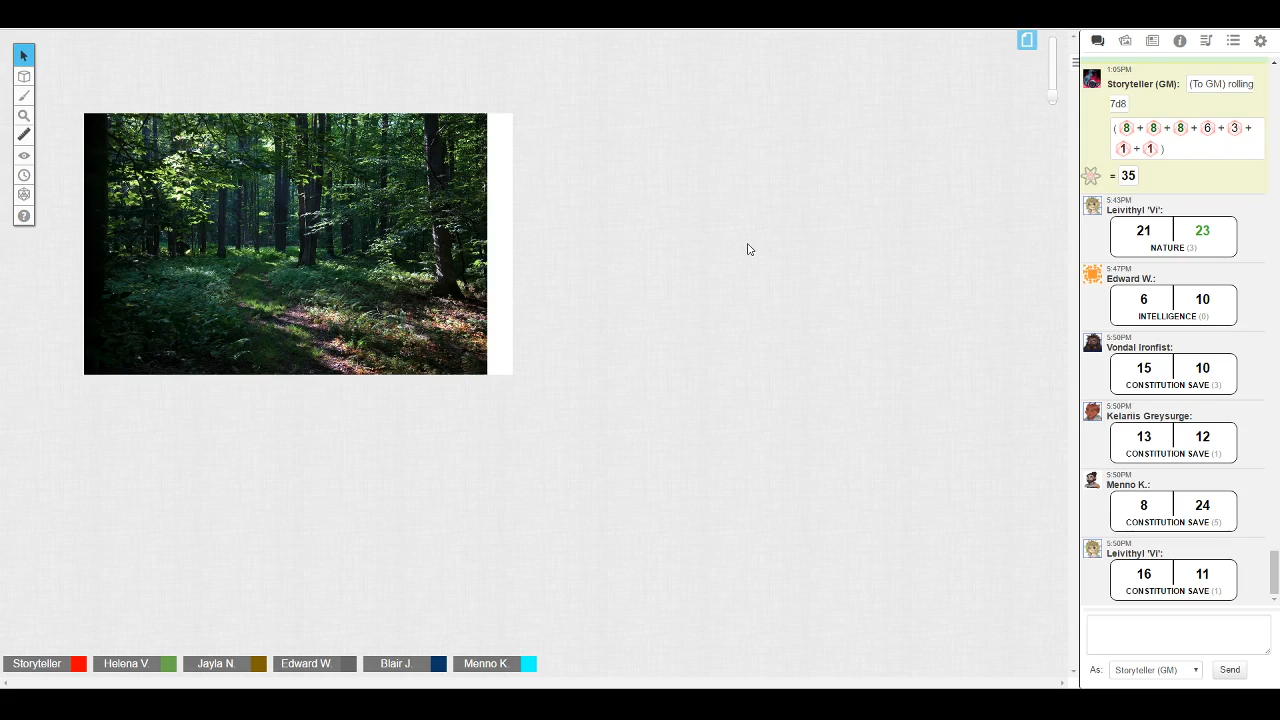 1:05PM
Storyteller (GM): (To GM) rolling
7d8
( 8 + 8 + 8 + 6 + 3 +
1 + 1 )
= 35
5:43PM
Leivithyl 'Vi':
21 23
NATURE (3)
5:47PM
Edward W.:
6 10
INTELLIGENCE (0)
5:50PM
Vondal Ironfist:
15 10
CONSTITUTION SAVE (3)
5:50PM
Kelariis Greysurge:
13 12
CONSTITUTION SAVE (1)
5:50PM
Menno K.:
8 24
CONSTITUTION SAVE (5)
5:50PM
Leivithyl 'Vi':
16 11
CONSTITUTION SAVE (1)
As: Storyteller (GM) Send
Storyteller Helena V. Jayla N. Edward W. Blair J. Menno K.